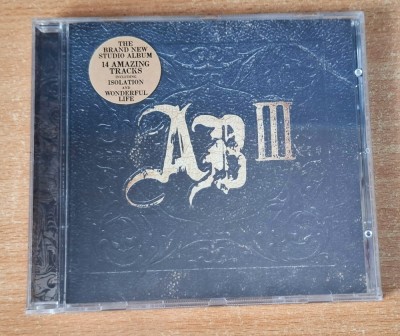 THE
BRAND NEW
STUDIO ALBUM
14 AMAZING
TRACKS
INCLUDING
ISOLATION
AND
WONDERFUL
LIFE
AB III